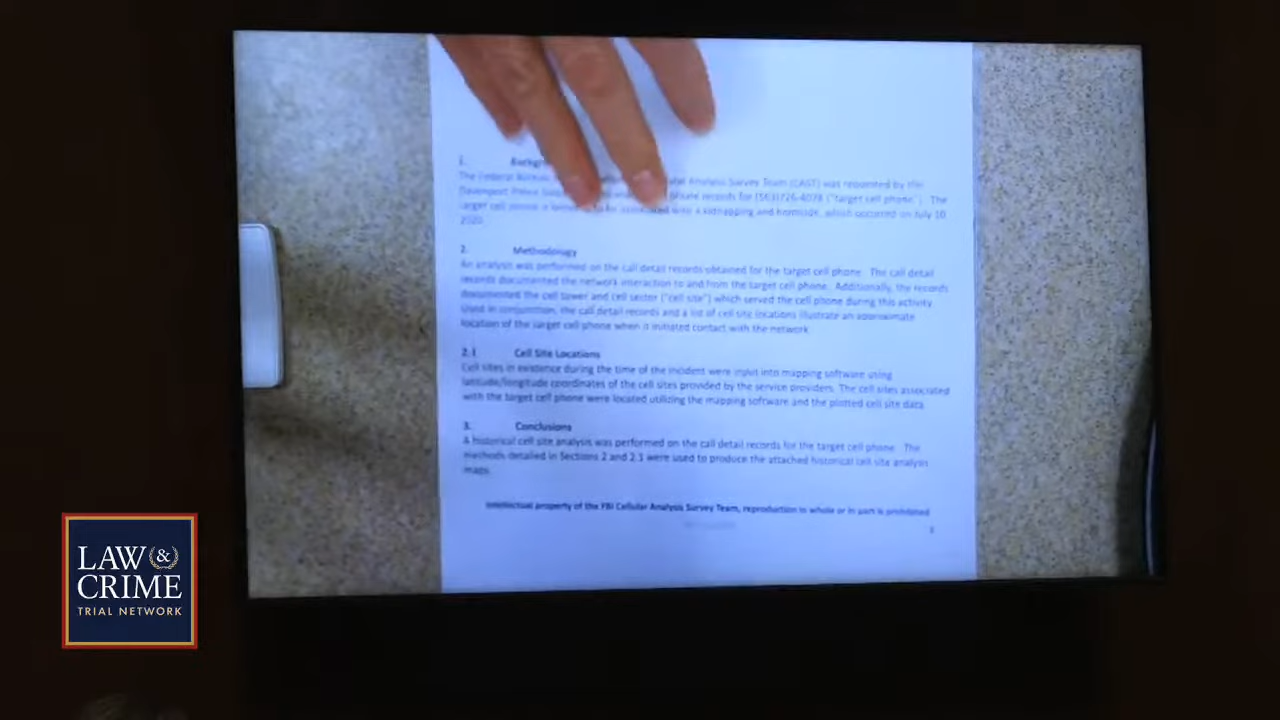 1. Backgr
The Federal Bureau Analysis Survey Team (CAST) was requested by the
Davenport Police private records for (563)726-4078 ("target cell phone"). The
target cell phone is with a kidnapping and homicide, which occurred on July 10
2020.
2. Methodology
An analysis was performed on the call detail records obtained for the target cell phone. The call detail
records documented the network interaction to and from the target cell phone. Additionally, the records
documented the cell tower and cell sector ("cell site") which served the cell phone during this activity.
Used in conjunction, the call detail records and a list of cell site locations illustrate an approximate
location of the target cell phone when it initiated contact with the network.
2.1 Cell Site Locations
Cell sites in existence during the time of the incident were input into mapping software using
latitude/longitude coordinates of the cell sites provided by the service providers. The cell sites associated
with the target cell phone were located utilizing the mapping software and the plotted cell site data.
3. Conclusions
A historical cell site analysis was performed on the call detail records for the target cell phone. The
methods detailed in Sections 2 and 2.1 were used to produce the attached historical cell site analysis
maps.
Intellectual property of the FBI Cellular Analysis Survey Team, reproduction in whole or in part is prohibited
LAW &
CRIME
TRIAL NETWORK